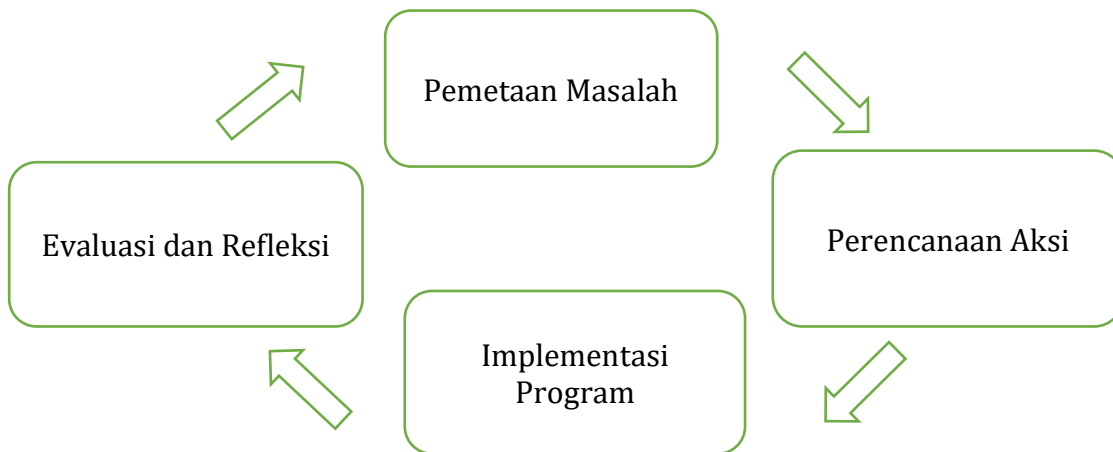 Pemetaan Masalah
Perencanaan Aksi
Implementasi
Program
Evaluasi dan Refleksi